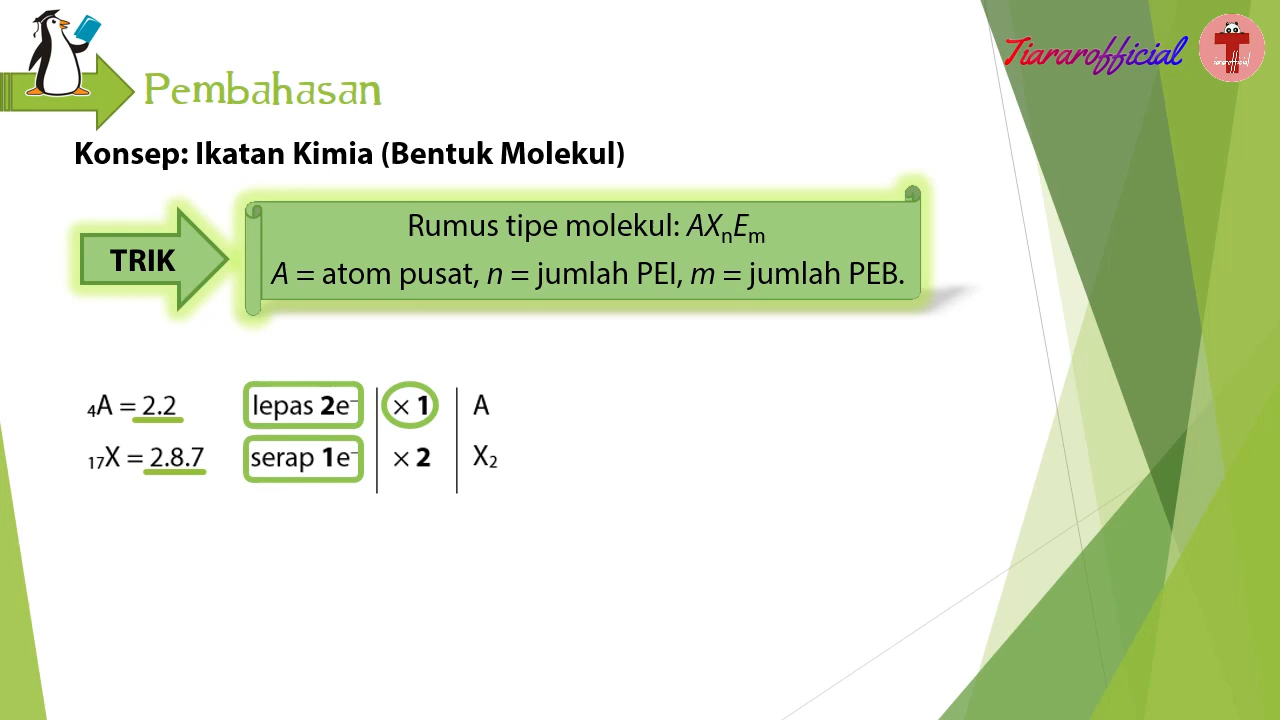 Tiararofficial
T
tiararofficial
Pembahasan
Konsep: Ikatan Kimia (Bentuk Molekul)
TRIK
Rumus tipe molekul: AXₙEₘ
A = atom pusat, n = jumlah PEI, m = jumlah PEB.
₄A = 2.2 lepas 2e⁻ × 1 A
₁₇X = 2.8.7 serap 1e⁻ × 2 X₂